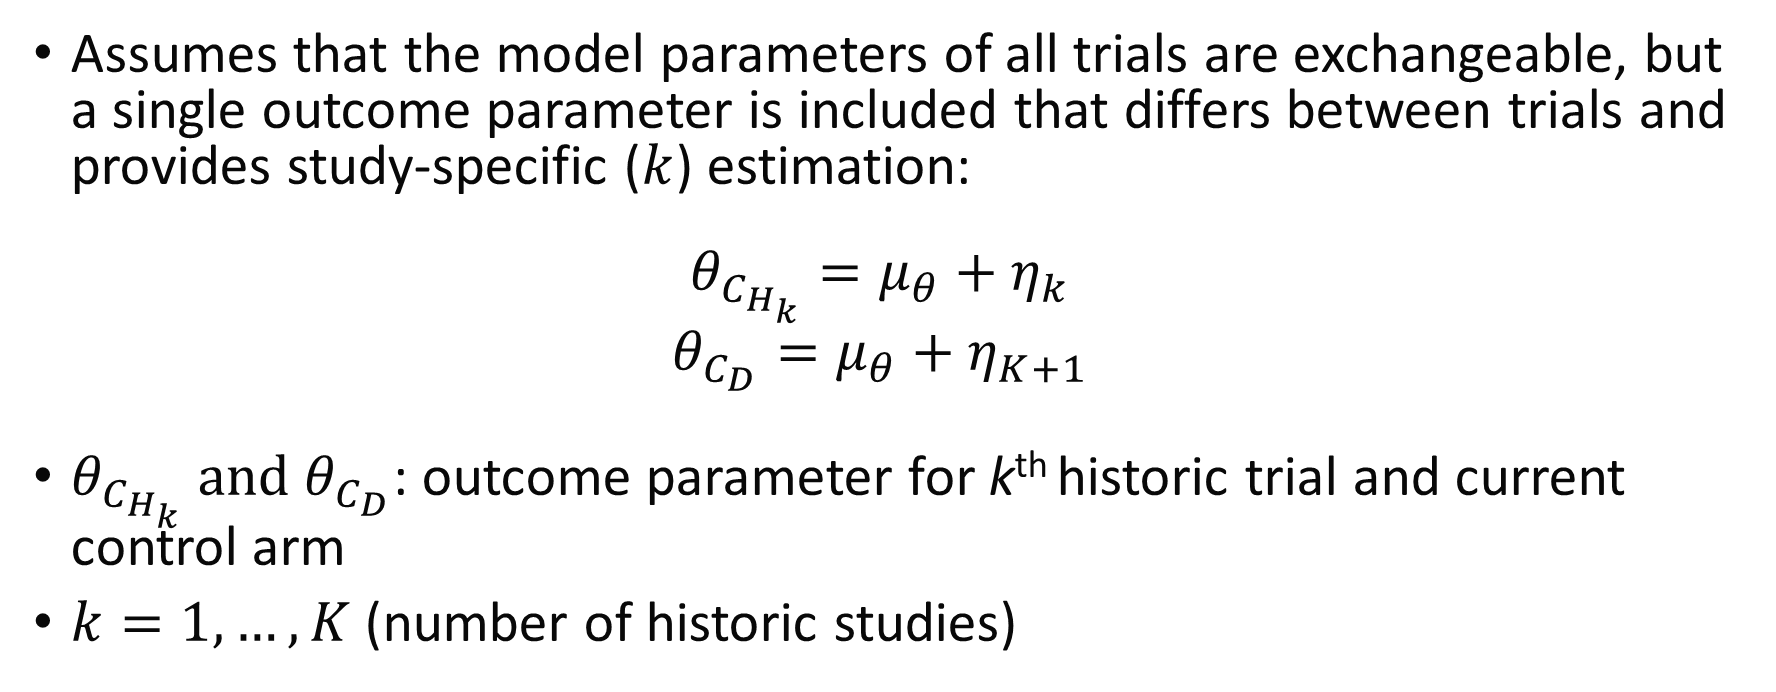 • Assumes that the model parameters of all trials are exchangeable, but
a single outcome parameter is included that differs between trials and
provides study-specific (k) estimation:
θ_{C_{H_k}} = μ_θ + η_k
θ_{C_D} = μ_θ + η_{K+1}
• θ_{C_{H_k}} and θ_{C_D}: outcome parameter for k^{th} historic trial and current
control arm
• k = 1, … , K (number of historic studies)